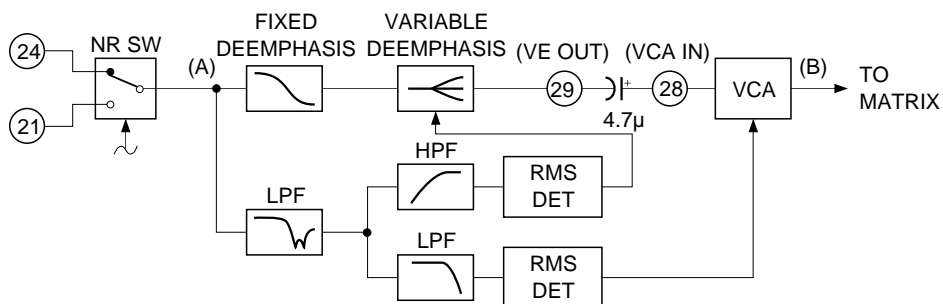 FIXED
DEEMPHASIS
VARIABLE
DEEMPHASIS
24
NR SW
(A)
(VE OUT)
(VCA IN)
(B)
TO
MATRIX
21
29
28
VCA
4.7µ
+
HPF
RMS
DET
LPF
LPF
RMS
DET